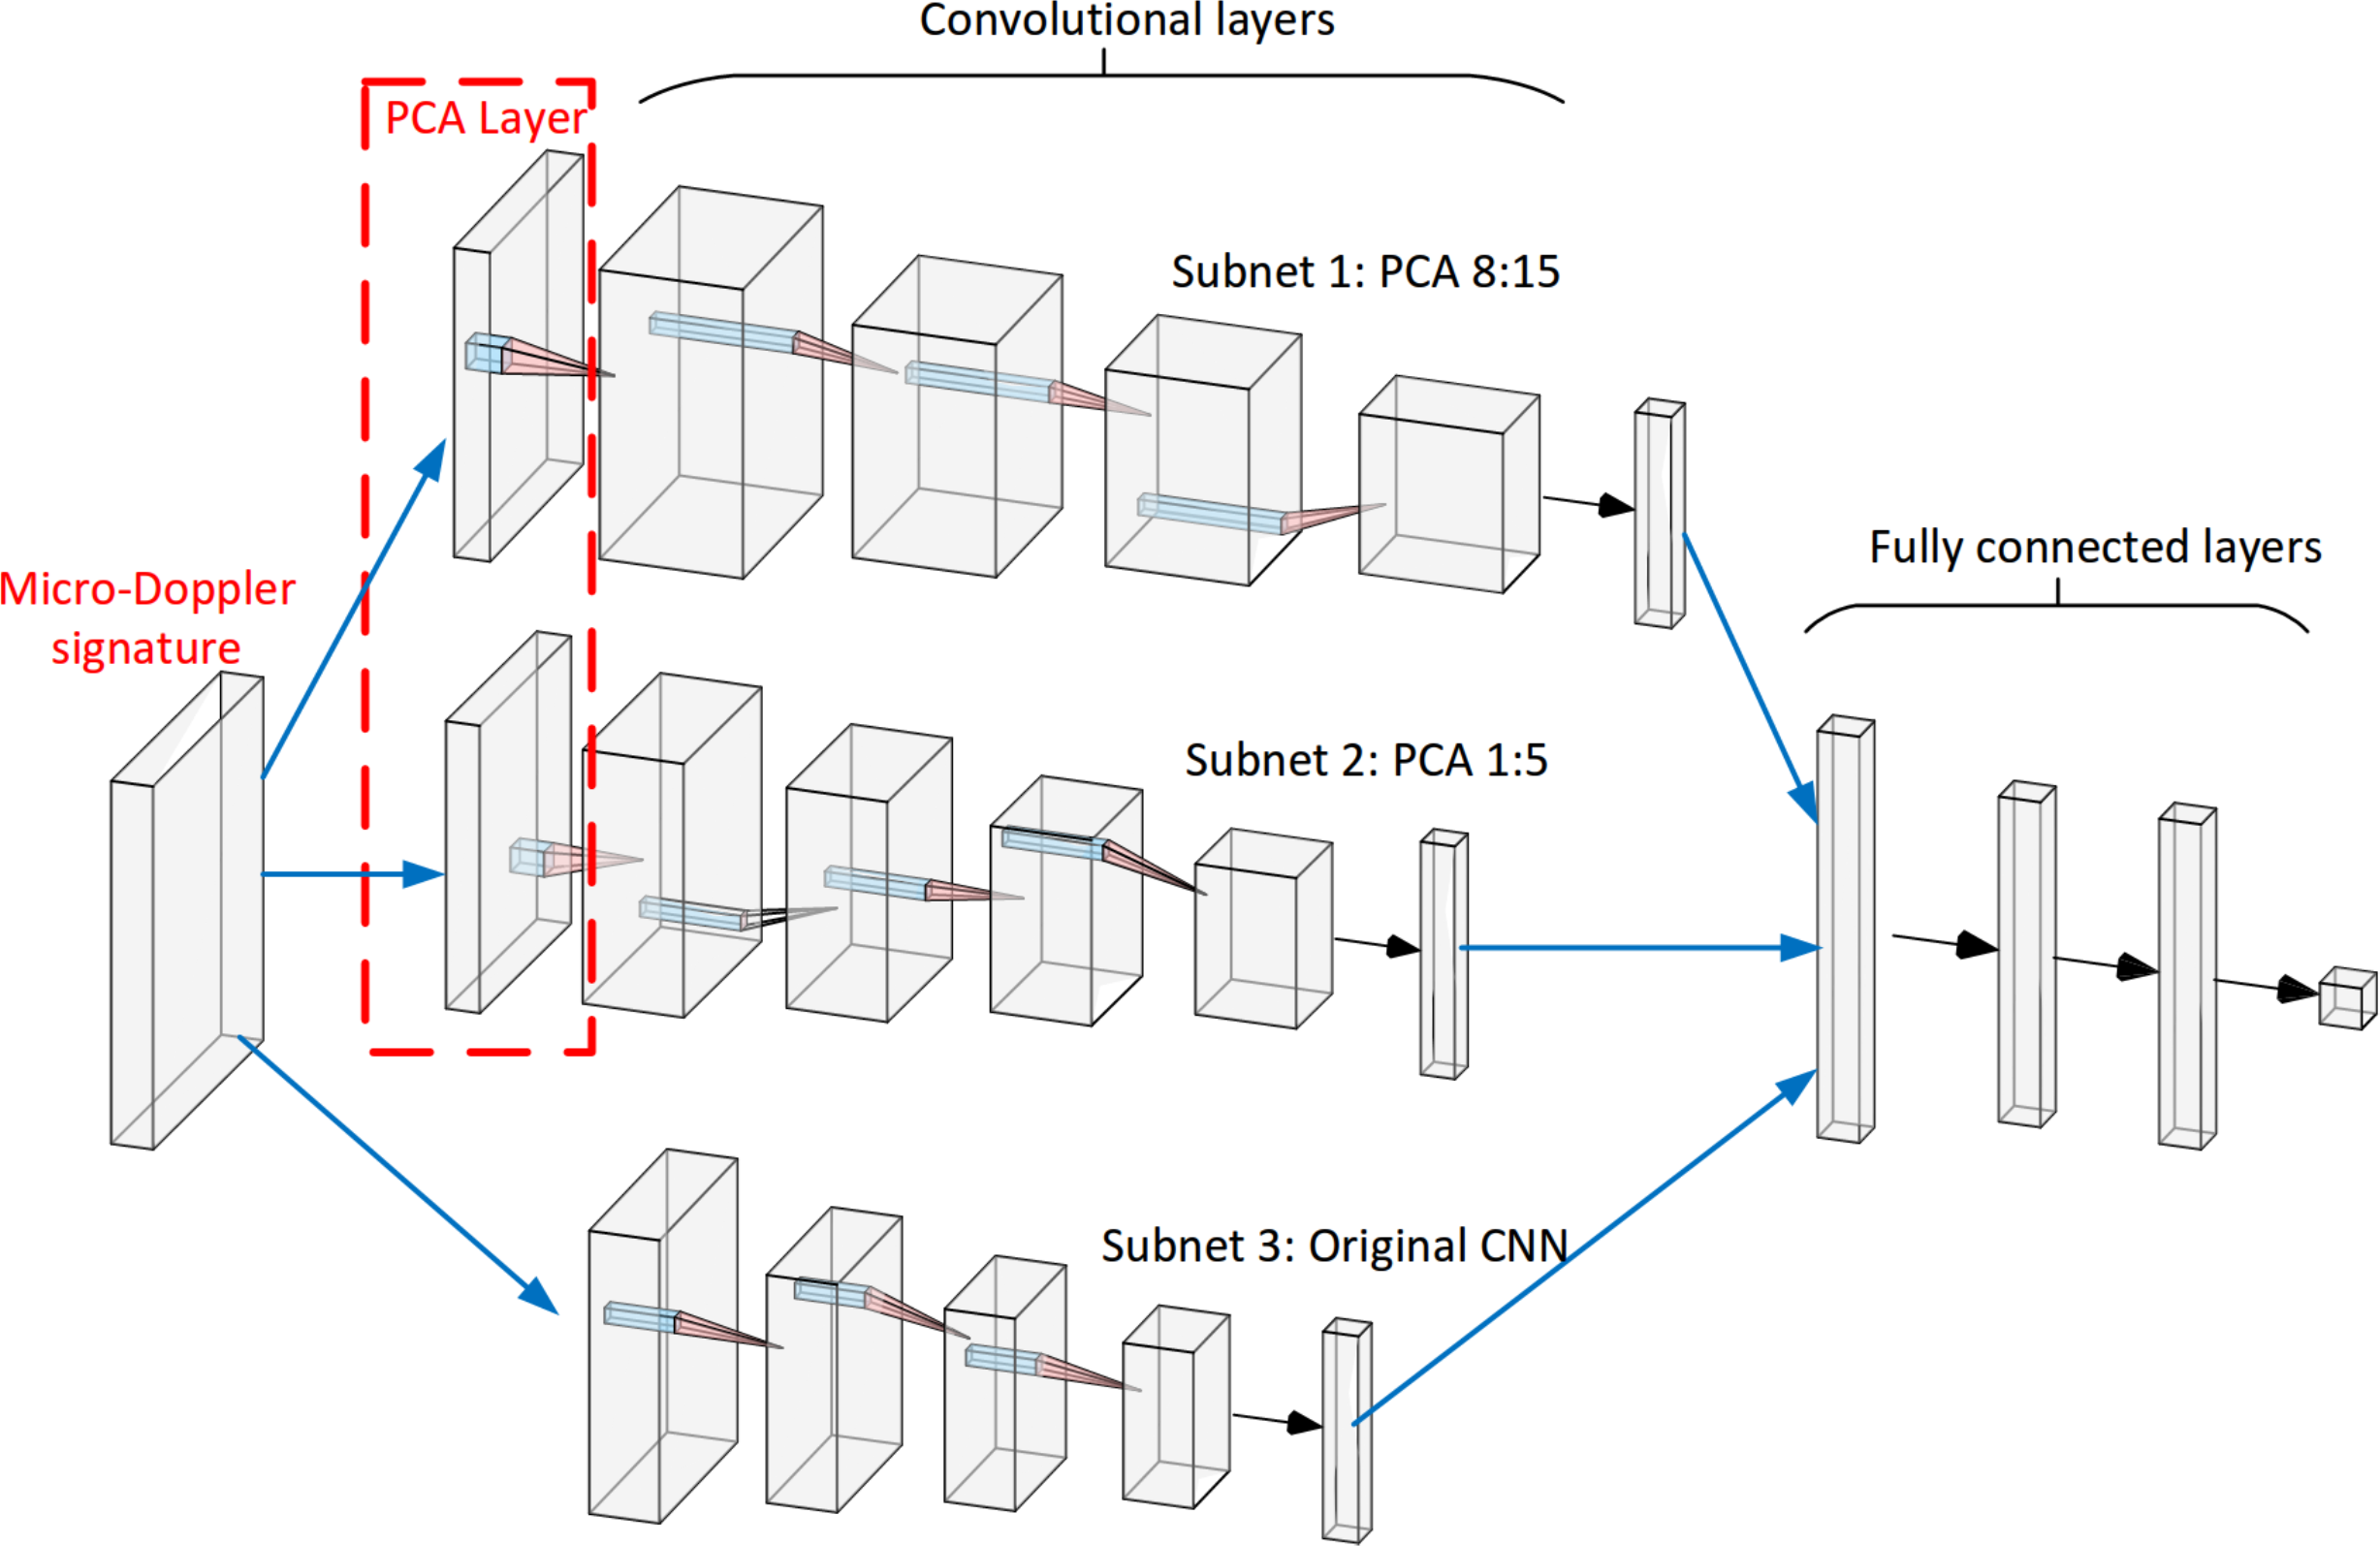 Convolutional layers
PCA Layer
Subnet 1: PCA 8:15
Fully connected layers
Micro-Doppler
signature
Subnet 2: PCA 1:5
Subnet 3: Original CNN